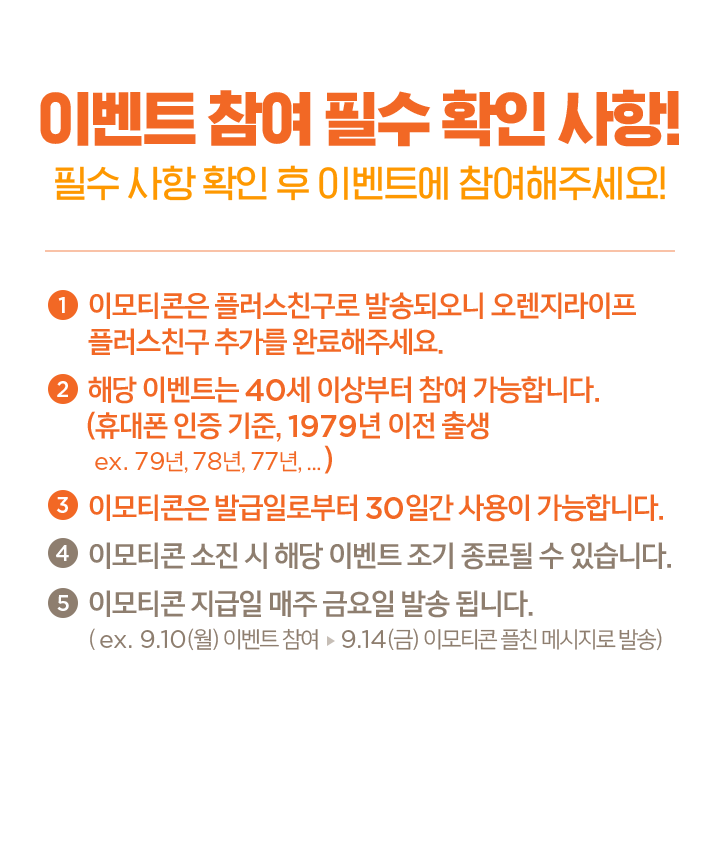 이벤트 참여 필수 확인 사항!
필수 사항 확인 후 이벤트에 참여해주세요!
1 이모티콘은 플러스친구로 발송되오니 오렌지라이프
플러스친구 추가를 완료해주세요.
2 해당 이벤트는 40세 이상부터 참여 가능합니다.
(휴대폰 인증 기준, 1979년 이전 출생
ex. 79년, 78년, 77년, ... )
3 이모티콘은 발급일로부터 30일간 사용이 가능합니다.
4 이모티콘 소진 시 해당 이벤트 조기 종료될 수 있습니다.
5 이모티콘 지급일 매주 금요일 발송 됩니다.
( ex. 9.10(월) 이벤트 참여 ▶ 9.14(금) 이모티콘 플친 메시지로 발송)